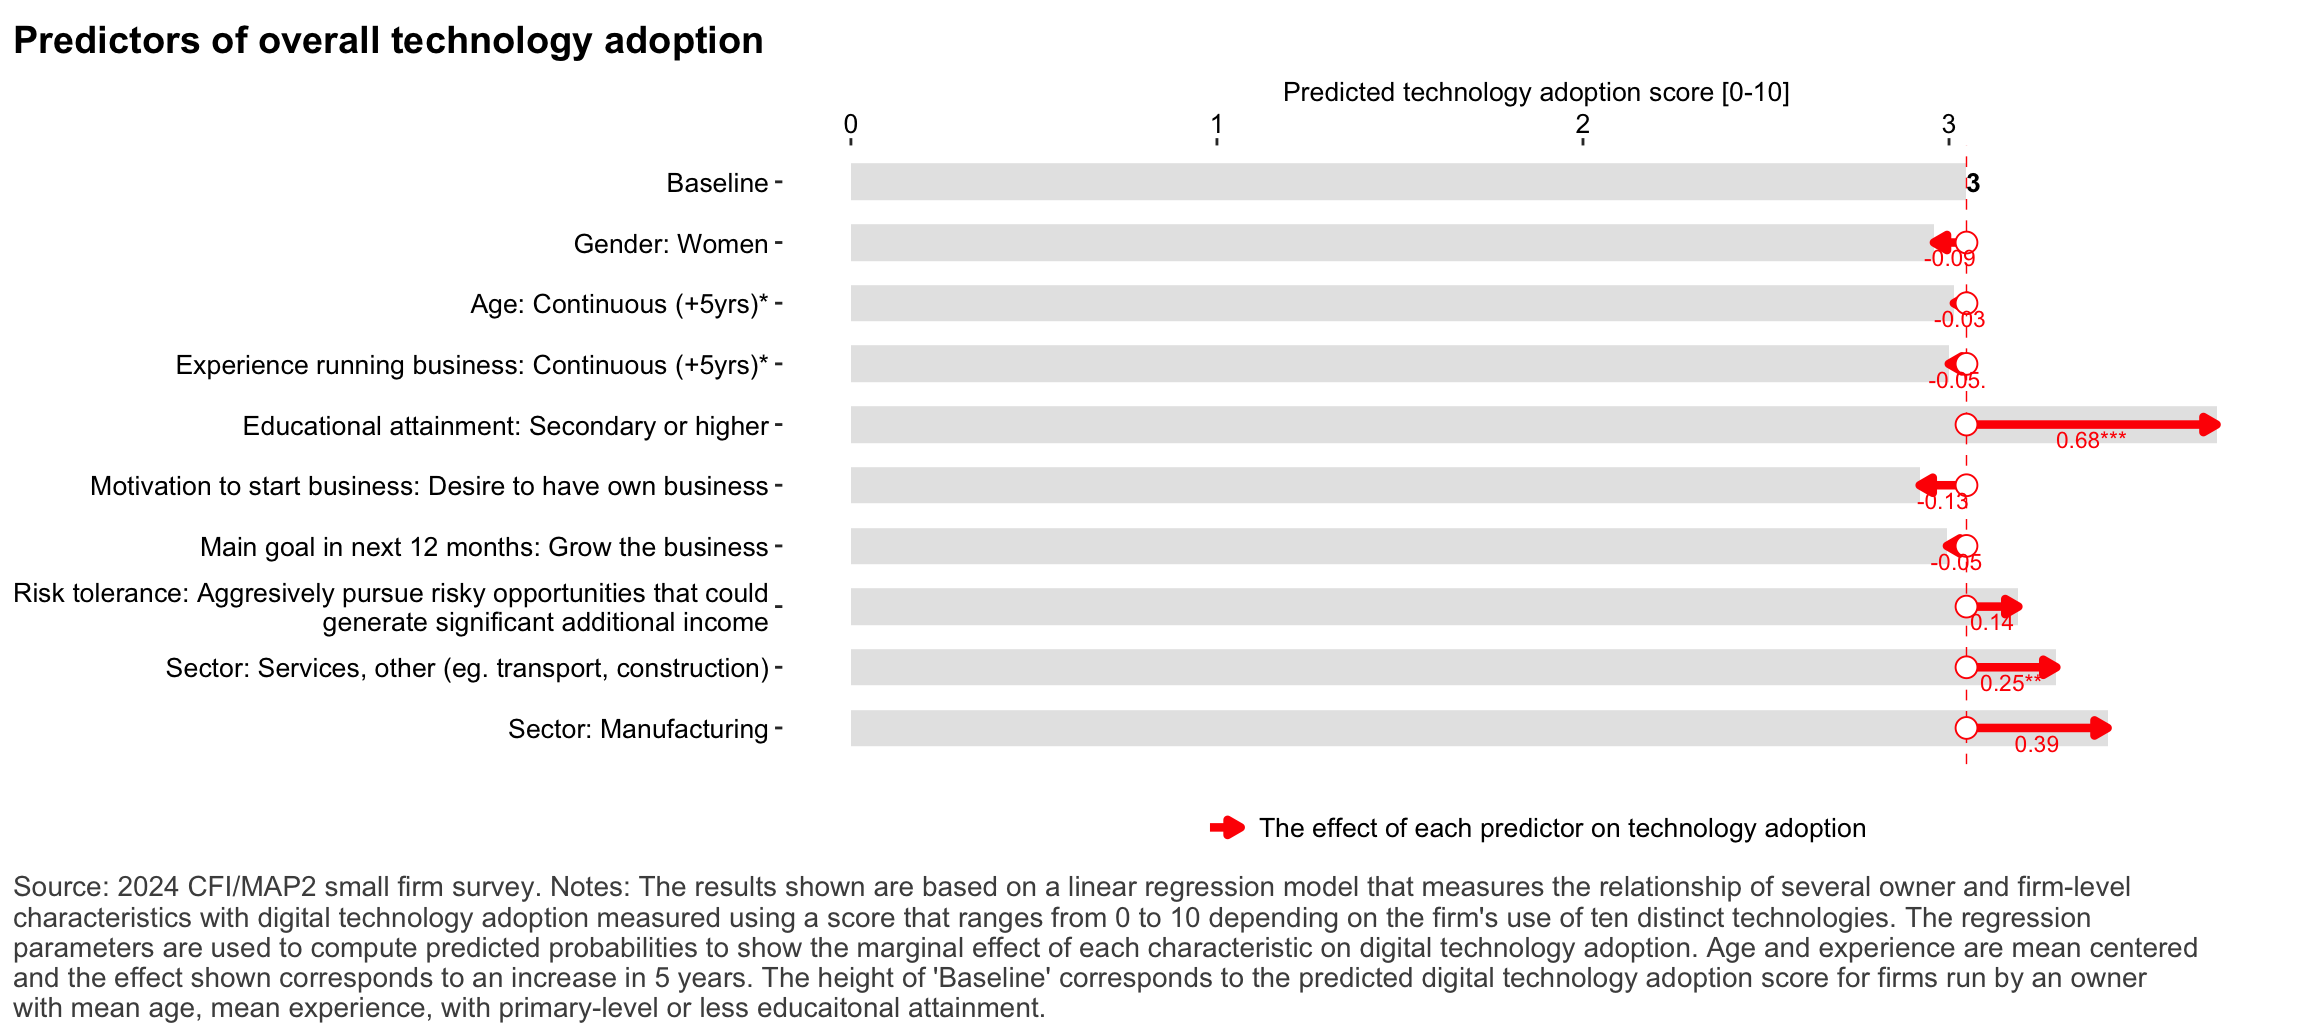 Predictors of overall technology adoption
Predicted technology adoption score [0-10]
0 1 2 3
Baseline
3
Gender: Women
-0.09
Age: Continuous (+5yrs)*
-0.03
Experience running business: Continuous (+5yrs)*
-0.05.
Educational attainment: Secondary or higher
0.68***
Motivation to start business: Desire to have own business
-0.13
Main goal in next 12 months: Grow the business
-0.05
Risk tolerance: Aggresively pursue risky opportunities that could
generate significant additional income
0.14
Sector: Services, other (eg. transport, construction)
0.25**
Sector: Manufacturing
0.39
The effect of each predictor on technology adoption
Source: 2024 CFI/MAP2 small firm survey. Notes: The results shown are based on a linear regression model that measures the relationship of several owner and firm-level
characteristics with digital technology adoption measured using a score that ranges from 0 to 10 depending on the firm's use of ten distinct technologies. The regression
parameters are used to compute predicted probabilities to show the marginal effect of each characteristic on digital technology adoption. Age and experience are mean centered
and the effect shown corresponds to an increase in 5 years. The height of 'Baseline' corresponds to the predicted digital technology adoption score for firms run by an owner
with mean age, mean experience, with primary-level or less educaitonal attainment.